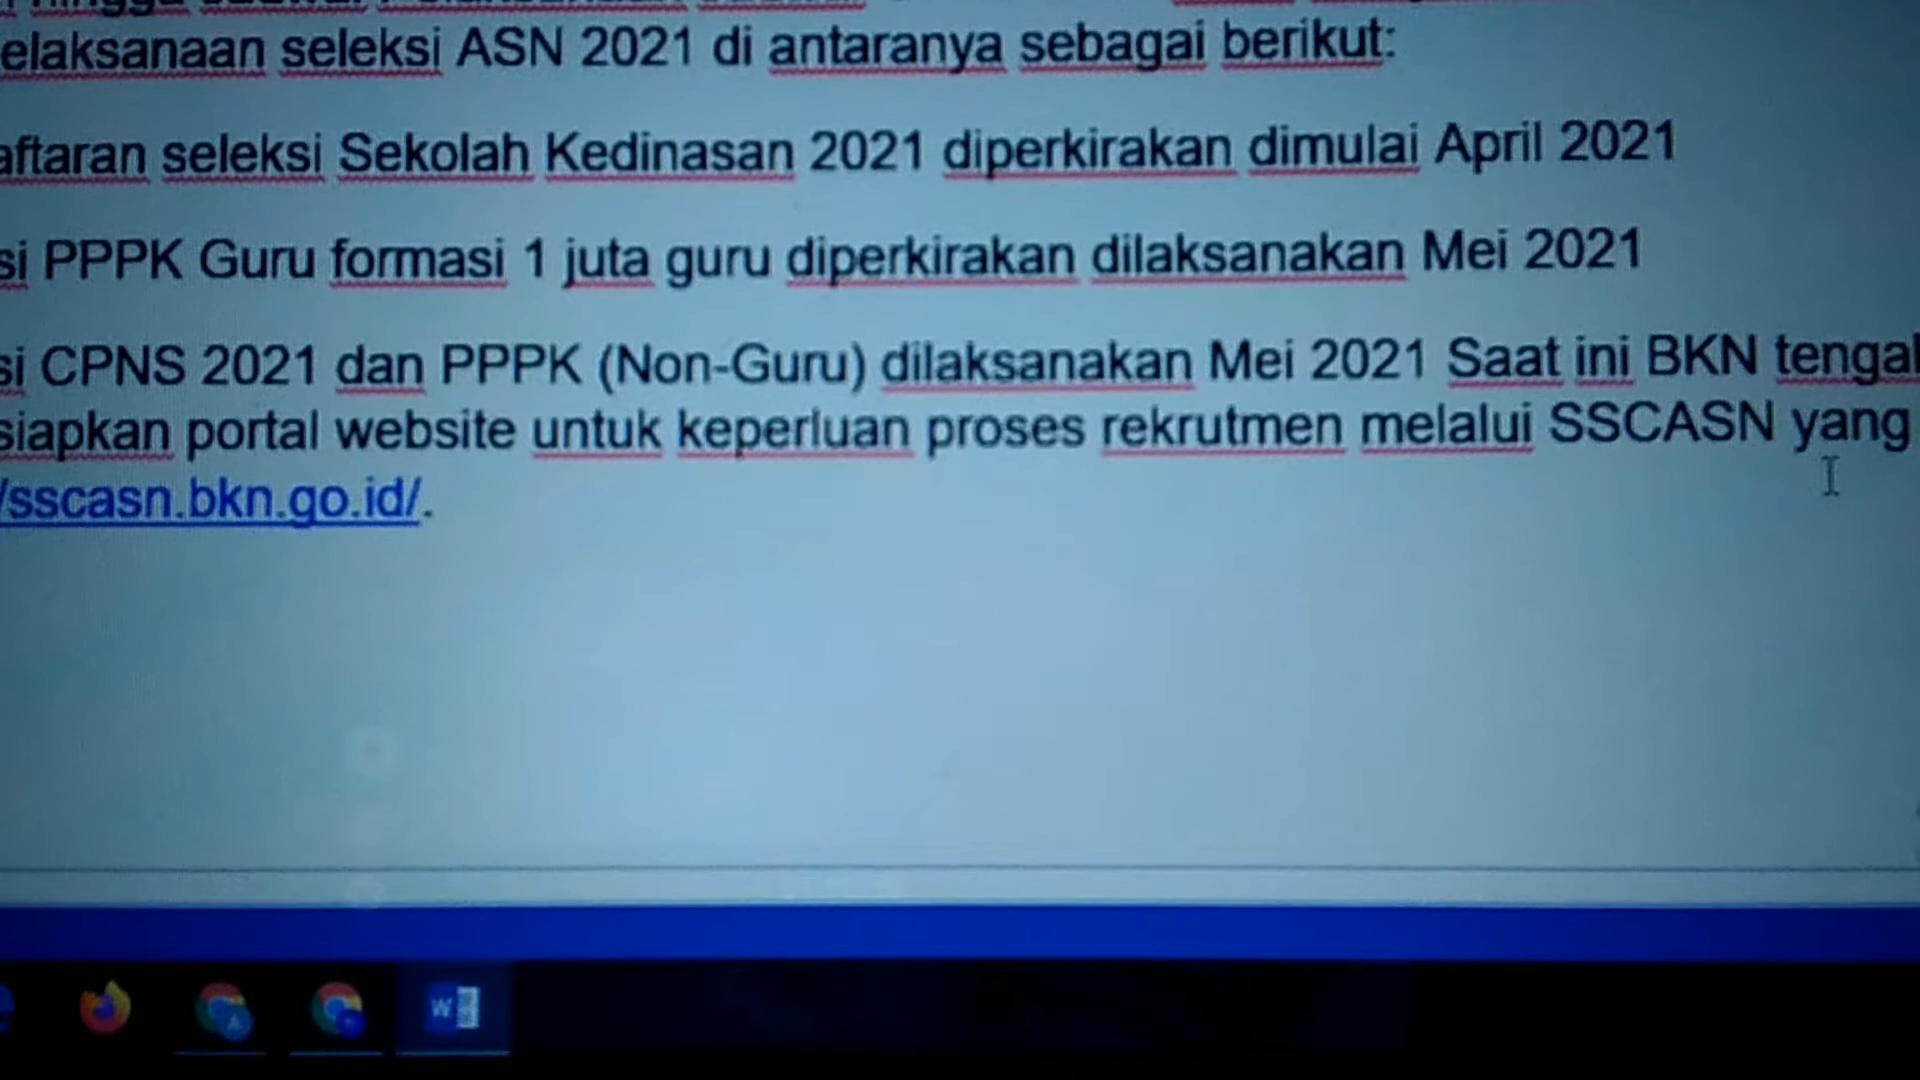 elaksanaan seleksi ASN 2021 di antaranya sebagai berikut:
aftaran seleksi Sekolah Kedinasan 2021 diperkirakan dimulai April 2021
si PPPK Guru formasi 1 juta guru diperkirakan dilaksanakan Mei 2021
si CPNS 2021 dan PPPK (Non-Guru) dilaksanakan Mei 2021 Saat ini BKN tengah
siapkan portal website untuk keperluan proses rekrutmen melalui SSCASN yang
/sscasn.bkn.go.id/.